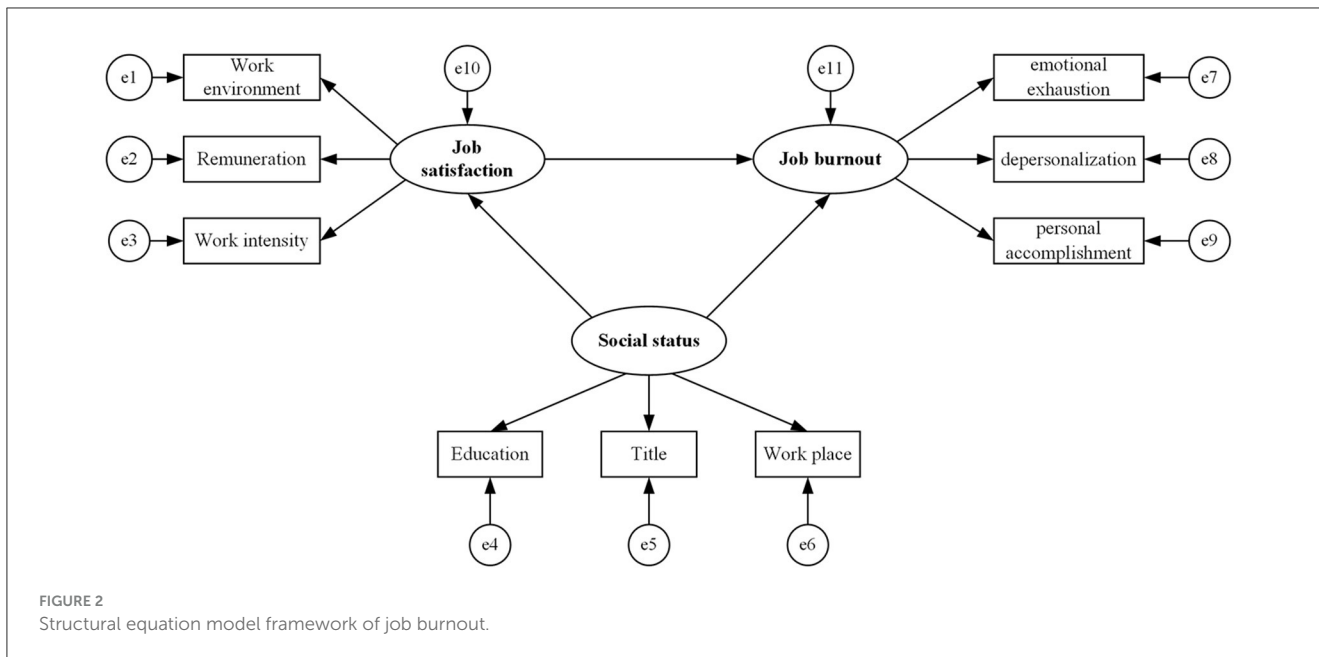 e1
Work
environment
e10
e11
emotional
exhaustion
e7
e2
Remuneration
Job
satisfaction
Job burnout
depersonalization
e8
e3
Work intensity
personal
accomplishment
e9
Social status
Education
Title
Work place
e4
e5
e6
FIGURE 2
Structural equation model framework of job burnout.